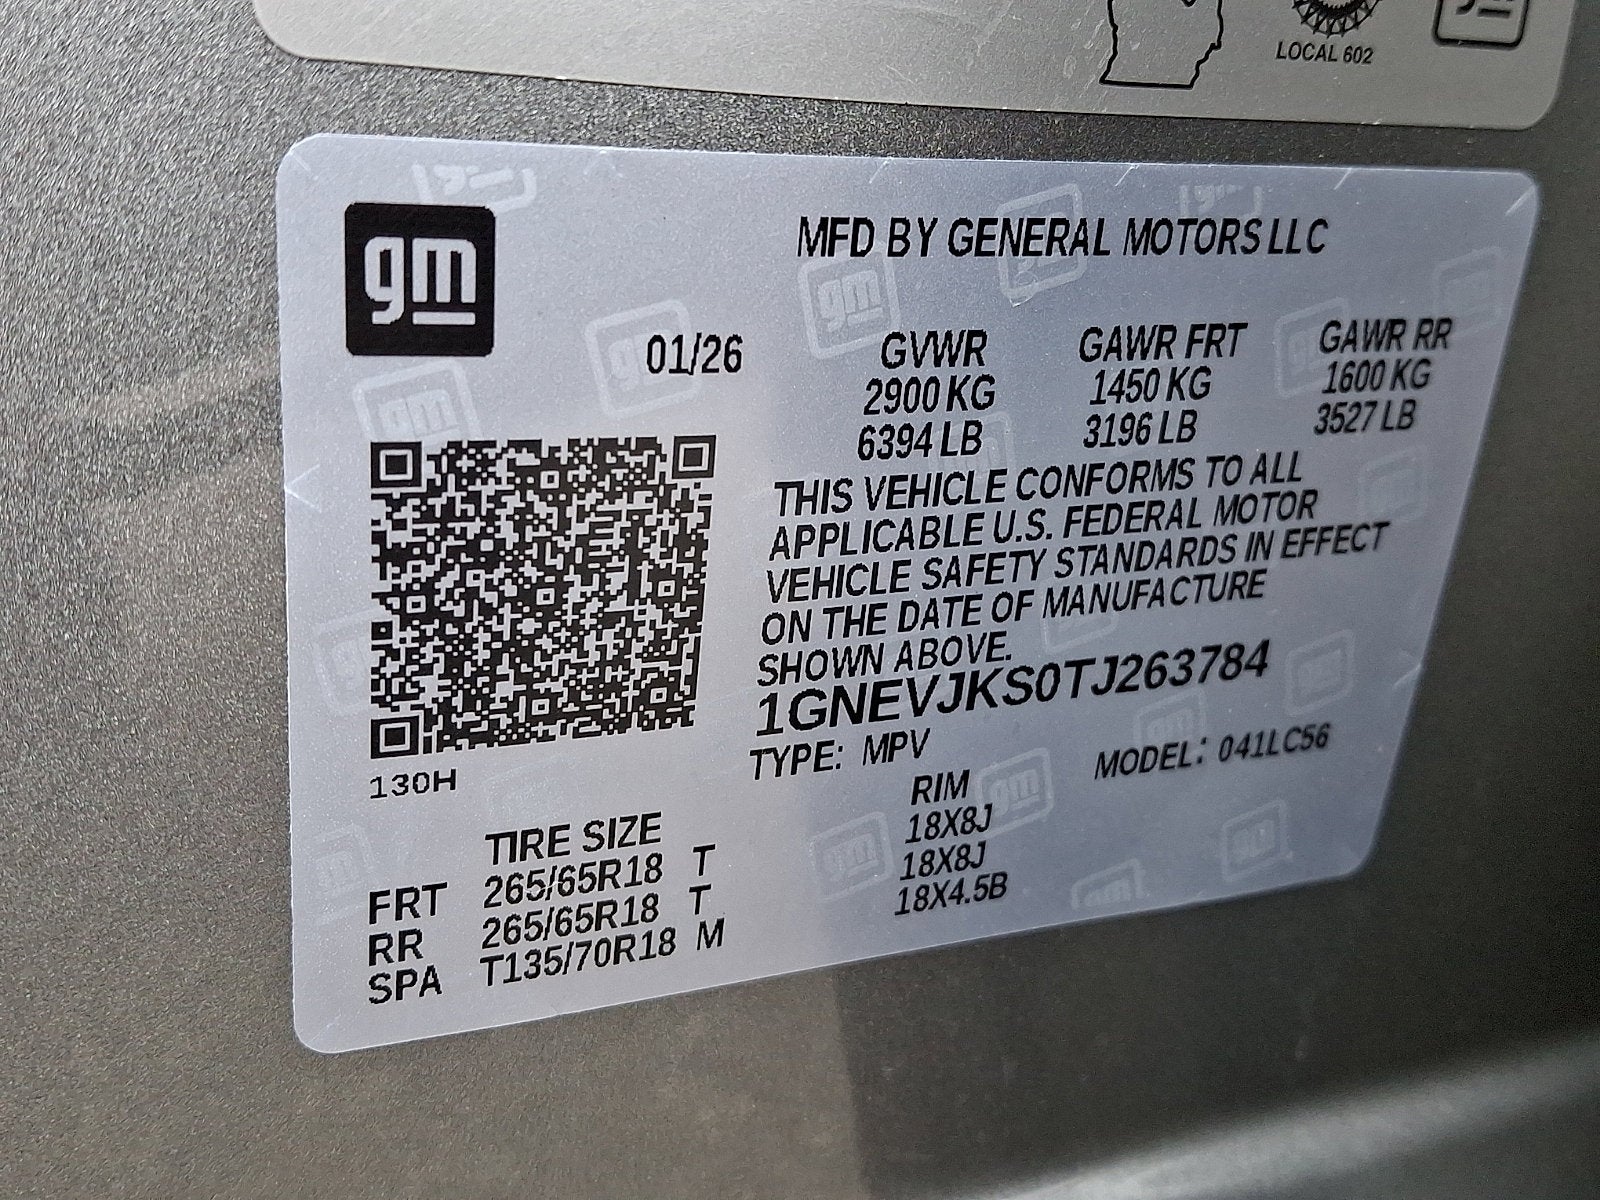 LOCAL 602
gm
MFD BY GENERAL MOTORS LLC
01/26
GVWR GAWR FRT GAWR RR
2900 KG 1450 KG 1600 KG
6394 LB 3196 LB 3527 LB
THIS VEHICLE CONFORMS TO ALL
APPLICABLE U.S. FEDERAL MOTOR
VEHICLE SAFETY STANDARDS IN EFFECT
ON THE DATE OF MANUFACTURE
SHOWN ABOVE.
1GNEVJKS0TJ263784
TYPE: MPV MODEL: 041LC56
130H
TIRE SIZE RIM
FRT 265/65R18 T 18X8J
RR 265/65R18 T 18X8J
SPA T135/70R18 M 18X4.5B